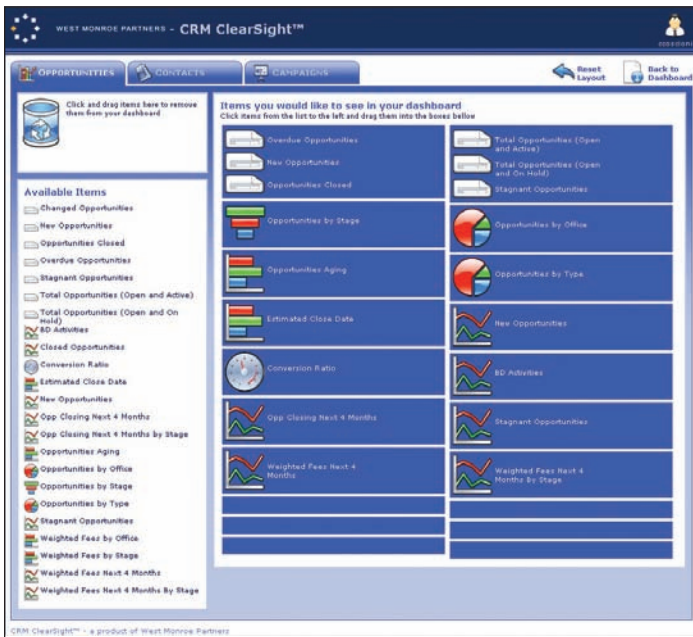 WEST MONROE PARTNERS - CRM ClearSight™
OPPORTUNITIES
CONTACTS
CAMPAIGNS
Reset
Layout
Back to
Dashboard
Click and drag items here to remove
them from your dashboard
Available Items
Changed Opportunities
New Opportunities
Opportunities Closed
Overdue Opportunities
Stagnant Opportunities
Total Opportunities (Open and Active)
Total Opportunities (Open and On
Hold)
BD Activities
Closed Opportunities
Conversion Ratio
Estimated Close Date
New Opportunities
Opp Closing Next 4 Months
Opp Closing Next 4 Months by Stage
Opportunities Aging
Opportunities by Office
Opportunities by Stage
Opportunities by Type
Stagnant Opportunities
Weighted Fees by Office
Weighted Fees by Stage
Weighted Fees Next 4 Months
Weighted Fees Next 4 Months By Stage
Items you would like to see in your dashboard
Click items from the list to the left and drag them into the boxes bellow
Overdue Opportunities
New Opportunities
Opportunities Closed
Opportunities by Stage
Opportunities Aging
Estimated Close Date
Conversion Ratio
Opp Closing Next 4 Months
Weighted Fees Next 4
Months
Total Opportunities (Open
and Active)
Total Opportunities (Open
and On Hold)
Stagnant Opportunities
Opportunities by Office
Opportunities by Type
New Opportunities
BD Activities
Stagnant Opportunities
Weighted Fees Next 4
Months By Stage
CRM ClearSight™ - a product of West Monroe Partners